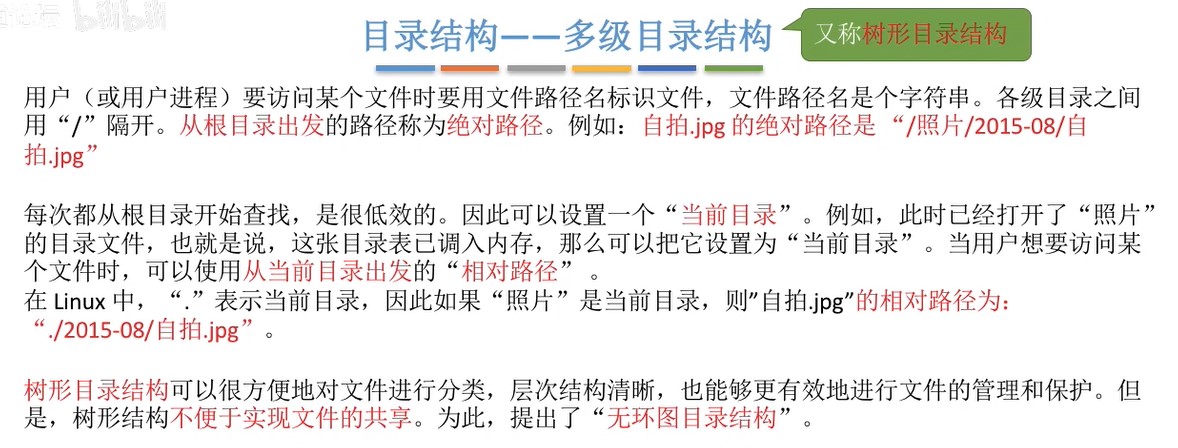 bilibili
目录结构——多级目录结构
又称树形目录结构
用户（或用户进程）要访问某个文件时要用文件路径名标识文件，文件路径名是个字符串。各级目录之间
用“/”隔开。从根目录出发的路径称为绝对路径。例如：自拍.jpg 的绝对路径是 “/照片/2015-08/自
拍.jpg”
每次都从根目录开始查找，是很低效的。因此可以设置一个“当前目录”。例如，此时已经打开了“照片”
的目录文件，也就是说，这张目录表已调入内存，那么可以把它设置为“当前目录”。当用户想要访问某
个文件时，可以使用从当前目录出发的“相对路径” 。
在 Linux 中，“.”表示当前目录，因此如果“照片”是当前目录，则”自拍.jpg”的相对路径为：
“./2015-08/自拍.jpg”。
树形目录结构可以很方便地对文件进行分类，层次结构清晰，也能够更有效地进行文件的管理和保护。但
是，树形结构不便于实现文件的共享。为此，提出了“无环图目录结构”。